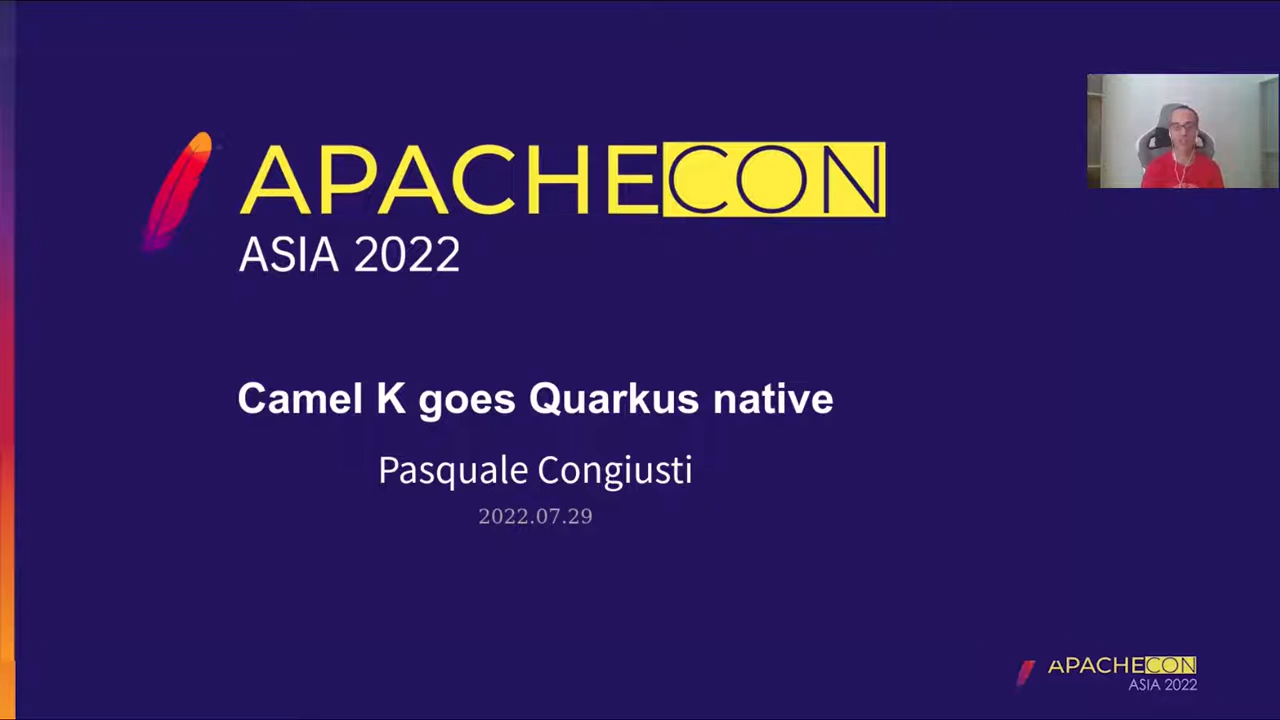 APACHECON
ASIA 2022
Camel K goes Quarkus native
Pasquale Congiusti
2022.07.29
APACHECON
ASIA 2022